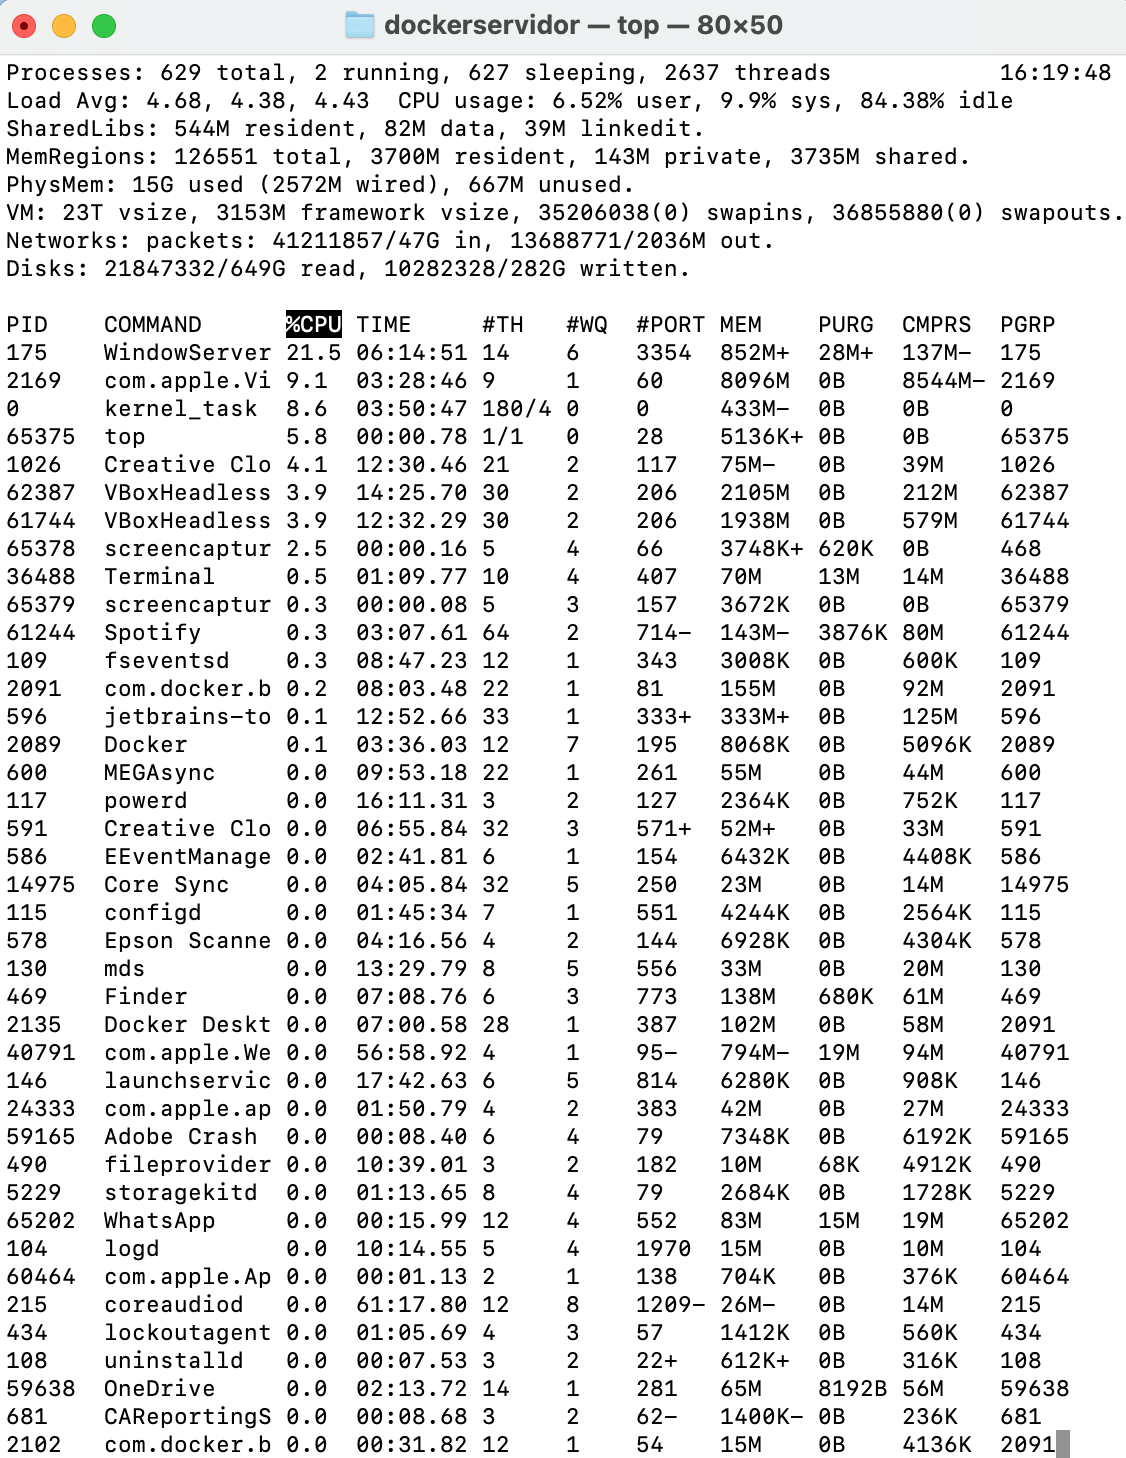 dockerservidor — top — 80×50
Processes: 629 total, 2 running, 627 sleeping, 2637 threads 16:19:48
Load Avg: 4.68, 4.38, 4.43 CPU usage: 6.52% user, 9.9% sys, 84.38% idle
SharedLibs: 544M resident, 82M data, 39M linkedit.
MemRegions: 126551 total, 3700M resident, 143M private, 3735M shared.
PhysMem: 15G used (2572M wired), 667M unused.
VM: 23T vsize, 3153M framework vsize, 35206038(0) swapins, 36855880(0) swapouts.
Networks: packets: 41211857/47G in, 13688771/2036M out.
Disks: 21847332/649G read, 10282328/282G written.
PID COMMAND %CPU TIME #TH #WQ #PORT MEM PURG CMPRS PGRP
175 WindowServer 21.5 06:14:51 14 6 3354 852M+ 28M+ 137M- 175
2169 com.apple.Vi 9.1 03:28:46 9 1 60 8096M 0B 8544M- 2169
0 kernel_task 8.6 03:50:47 180/4 0 0 433M- 0B 0B 0
65375 top 5.8 00:00.78 1/1 0 28 5136K+ 0B 0B 65375
1026 Creative Clo 4.1 12:30.46 21 2 117 75M- 0B 39M 1026
62387 VBoxHeadless 3.9 14:25.70 30 2 206 2105M 0B 212M 62387
61744 VBoxHeadless 3.9 12:32.29 30 2 206 1938M 0B 579M 61744
65378 screencaptur 2.5 00:00.16 5 4 66 3748K+ 620K 0B 468
36488 Terminal 0.5 01:09.77 10 4 407 70M 13M 14M 36488
65379 screencaptur 0.3 00:00.08 5 3 157 3672K 0B 0B 65379
61244 Spotify 0.3 03:07.61 64 2 714- 143M- 3876K 80M 61244
109 fseventsd 0.3 08:47.23 12 1 343 3008K 0B 600K 109
2091 com.docker.b 0.2 08:03.48 22 1 81 155M 0B 92M 2091
596 jetbrains-to 0.1 12:52.66 33 1 333+ 333M+ 0B 125M 596
2089 Docker 0.1 03:36.03 12 7 195 8068K 0B 5096K 2089
600 MEGAsync 0.0 09:53.18 22 1 261 55M 0B 44M 600
117 powerd 0.0 16:11.31 3 2 127 2364K 0B 752K 117
591 Creative Clo 0.0 06:55.84 32 3 571+ 52M+ 0B 33M 591
586 EEventManage 0.0 02:41.81 6 1 154 6432K 0B 4408K 586
14975 Core Sync 0.0 04:05.84 32 5 250 23M 0B 14M 14975
115 configd 0.0 01:45:34 7 1 551 4244K 0B 2564K 115
578 Epson Scanne 0.0 04:16.56 4 2 144 6928K 0B 4304K 578
130 mds 0.0 13:29.79 8 5 556 33M 0B 20M 130
469 Finder 0.0 07:08.76 6 3 773 138M 680K 61M 469
2135 Docker Deskt 0.0 07:00.58 28 1 387 102M 0B 58M 2091
40791 com.apple.We 0.0 56:58.92 4 1 95- 794M- 19M 94M 40791
146 launchservic 0.0 17:42.63 6 5 814 6280K 0B 908K 146
24333 com.apple.ap 0.0 01:50.79 4 2 383 42M 0B 27M 24333
59165 Adobe Crash 0.0 00:08.40 6 4 79 7348K 0B 6192K 59165
490 fileprovider 0.0 10:39.01 3 2 182 10M 68K 4912K 490
5229 storagekitd 0.0 01:13.65 8 4 79 2684K 0B 1728K 5229
65202 WhatsApp 0.0 00:15.99 12 4 552 83M 15M 19M 65202
104 logd 0.0 10:14.55 5 4 1970 15M 0B 10M 104
60464 com.apple.Ap 0.0 00:01.13 2 1 138 704K 0B 376K 60464
215 coreaudiod 0.0 61:17.80 12 8 1209- 26M- 0B 14M 215
434 lockoutagent 0.0 01:05.69 4 3 57 1412K 0B 560K 434
108 uninstalld 0.0 00:07.53 3 2 22+ 612K+ 0B 316K 108
59638 OneDrive 0.0 02:13.72 14 1 281 65M 8192B 56M 59638
681 CAReportingS 0.0 00:08.68 3 2 62- 1400K- 0B 236K 681
2102 com.docker.b 0.0 00:31.82 12 1 54 15M 0B 4136K 2091